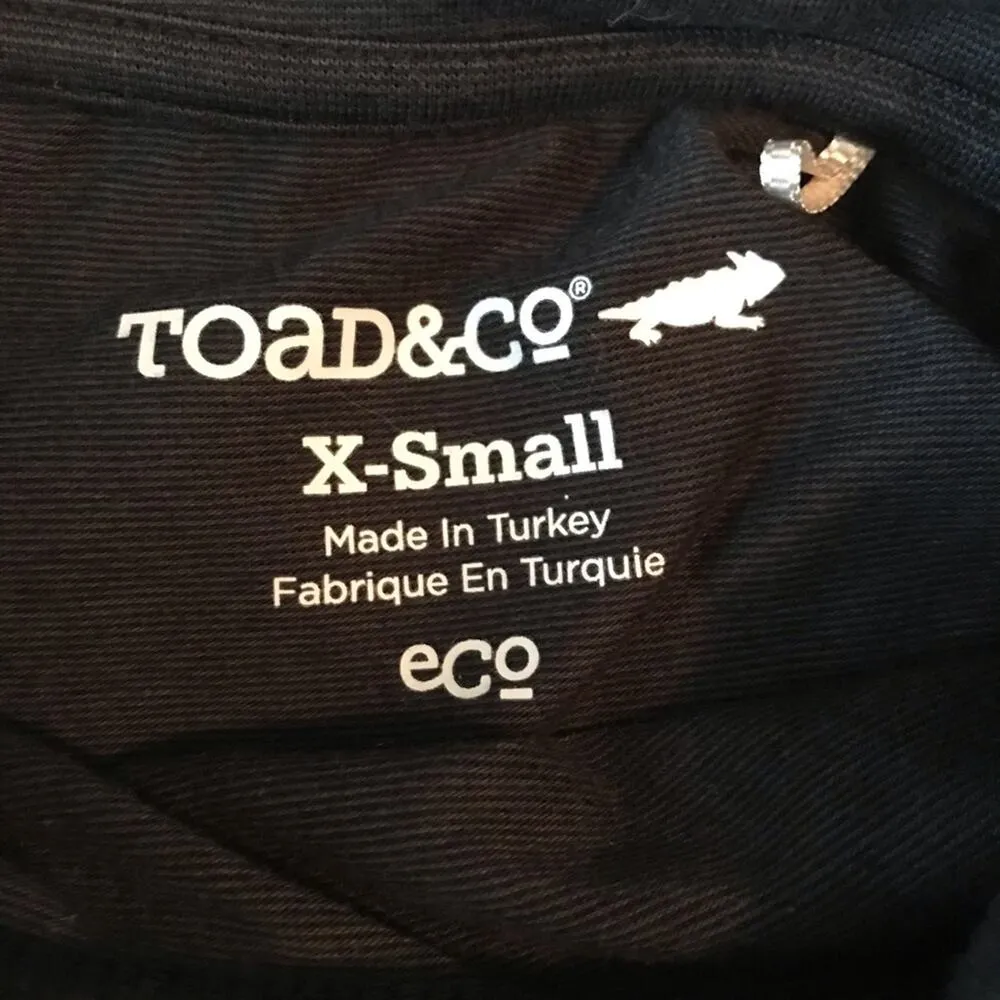 TOaD&Co®
X-Small
Made In Turkey
Fabrique En Turquie
eco